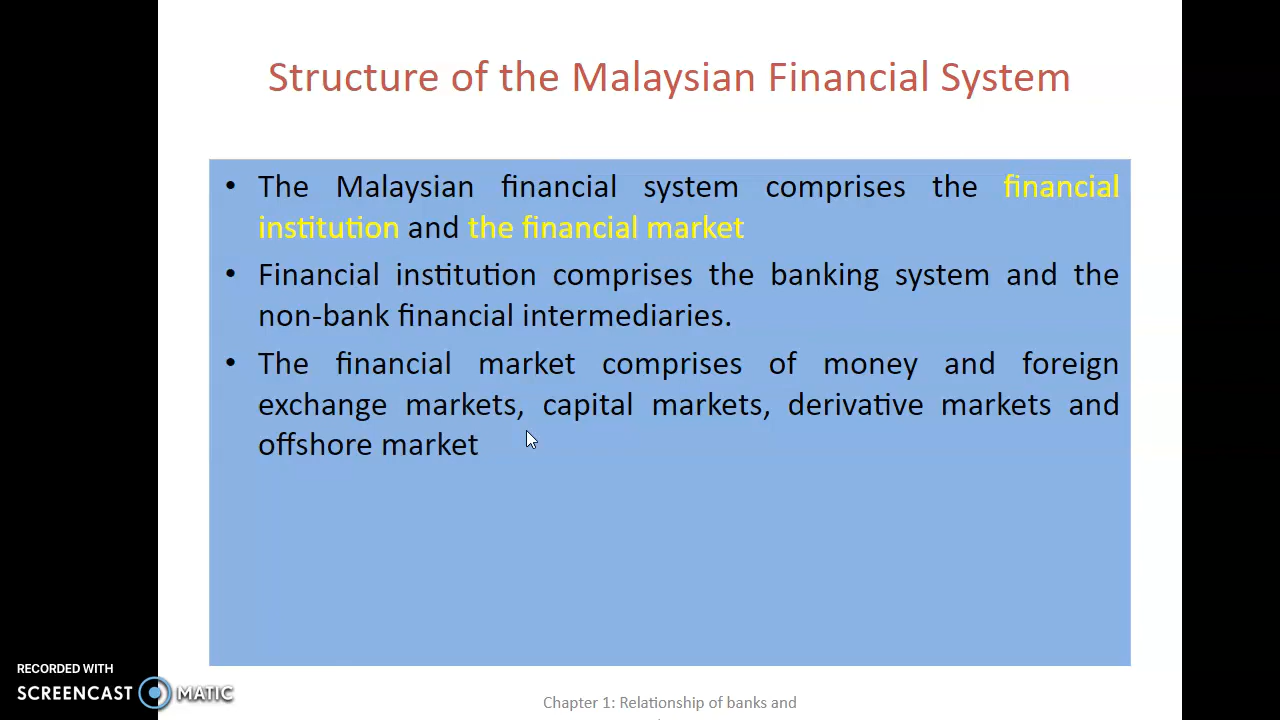 Structure of the Malaysian Financial System
• The Malaysian financial system comprises the financial
institution and the financial market
• Financial institution comprises the banking system and the
non-bank financial intermediaries.
• The financial market comprises of money and foreign
exchange markets, capital markets, derivative markets and
offshore market
RECORDED WITH
SCREENCAST MATIC
Chapter 1: Relationship of banks and